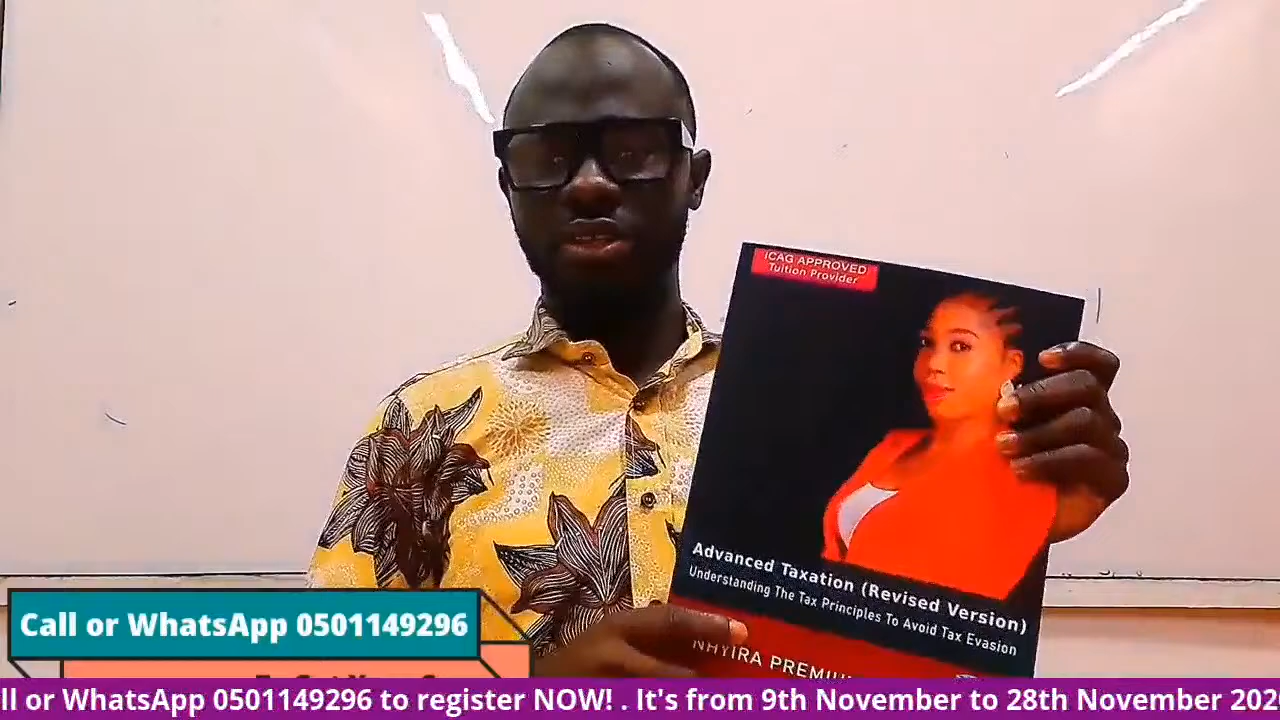 ICAG APPROVED
Tuition Provider
Advanced Taxation (Revised Version)
Understanding The Tax Principles To Avoid Tax Evasion
NHYIRA
Call or WhatsApp 0501149296
ll or WhatsApp 0501149296 to register NOW! . It's from 9th November to 28th November 202